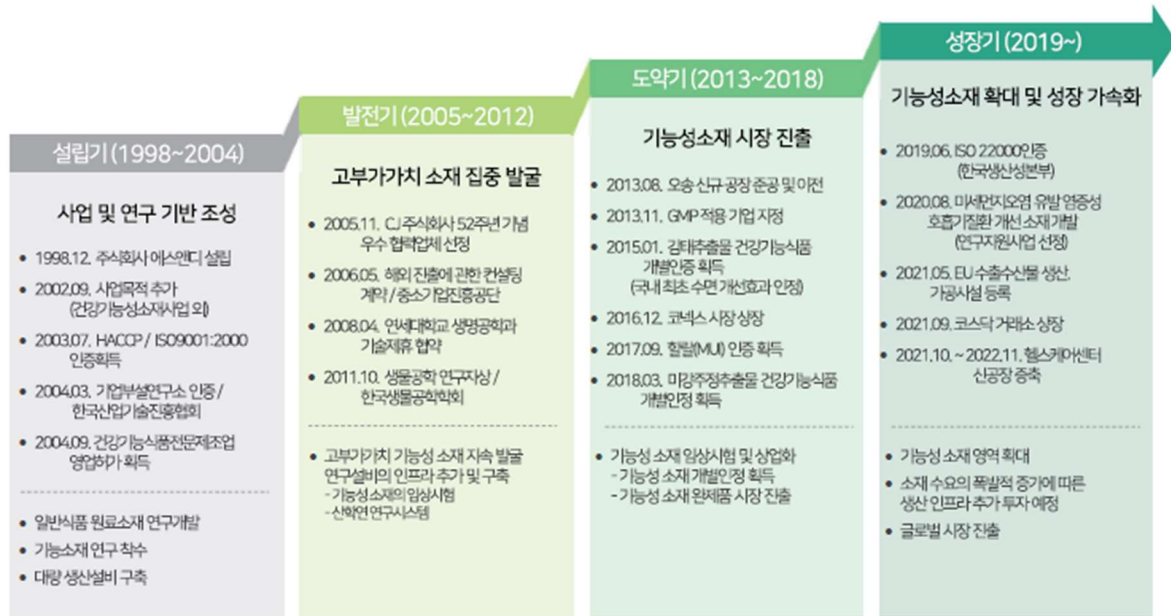 설립기 (1998~2004)
사업 및 연구 기반 조성
• 1998.12. 주식회사 에스앤디 설립
• 2002.09. 사업목적 추가
(건강기능성소재사업 외)
• 2003.07. HACCP / ISO9001:2000
인증획득
• 2004.03. 기업부설연구소 인증 /
한국산업기술진흥협회
• 2004.09. 건강기능식품전문제조업
영업허가 획득
• 일반식품 원료소재 연구개발
• 기능소재 연구 착수
• 대량 생산설비 구축
발전기 (2005~2012)
고부가가치 소재 집중 발굴
• 2005.11. CJ 주식회사 52주년 기념
우수 협력업체 선정
• 2006.05. 해외 진출에 관한 컨설팅
계약 / 중소기업진흥공단
• 2008.04. 연세대학교 생명공학과
기술제휴 협약
• 2011.10. 생물공학 연구자상 /
한국생물공학학회
• 고부가가치 기능성 소재 지속 발굴
연구설비의 인프라 추가 및 구축
- 기능성 소재의 임상시험
- 산학연 연구시스템
도약기 (2013~2018)
기능성소재 시장 진출
• 2013.08. 오송 신규 공장 준공 및 이전
• 2013.11. GMP 적용 기업 지정
• 2015.01. 김태추출물 건강기능식품
개별인증 획득
(국내 최초 수면 개선효과 인정)
• 2016.12. 코넥스 시장 상장
• 2017.09. 할랄(MUI) 인증 획득
• 2018.03. 미강주정추출물 건강기능식품
개별인정 획득
• 기능성 소재 임상시험 및 상업화
- 기능성 소재 개별인정 획득
- 기능성 소재 완제품 시장 진출
성장기 (2019~)
기능성소재 확대 및 성장 가속화
• 2019.06. ISO 22000인증
(한국생산성본부)
• 2020.08. 미세먼지오염 유발 염증성
호흡기질환 개선 소재 개발
(연구지원사업 선정)
• 2021.05. EU 수출수산물 생산,
가공시설 등록
• 2021.09. 코스닥 거래소 상장
• 2021.10. ~ 2022.11. 헬스케어센터
신공장 증축
• 기능성 소재 영역 확대
• 소재 수요의 폭발적 증가에 따른
생산 인프라 추가 투자 예정
• 글로벌 시장 진출